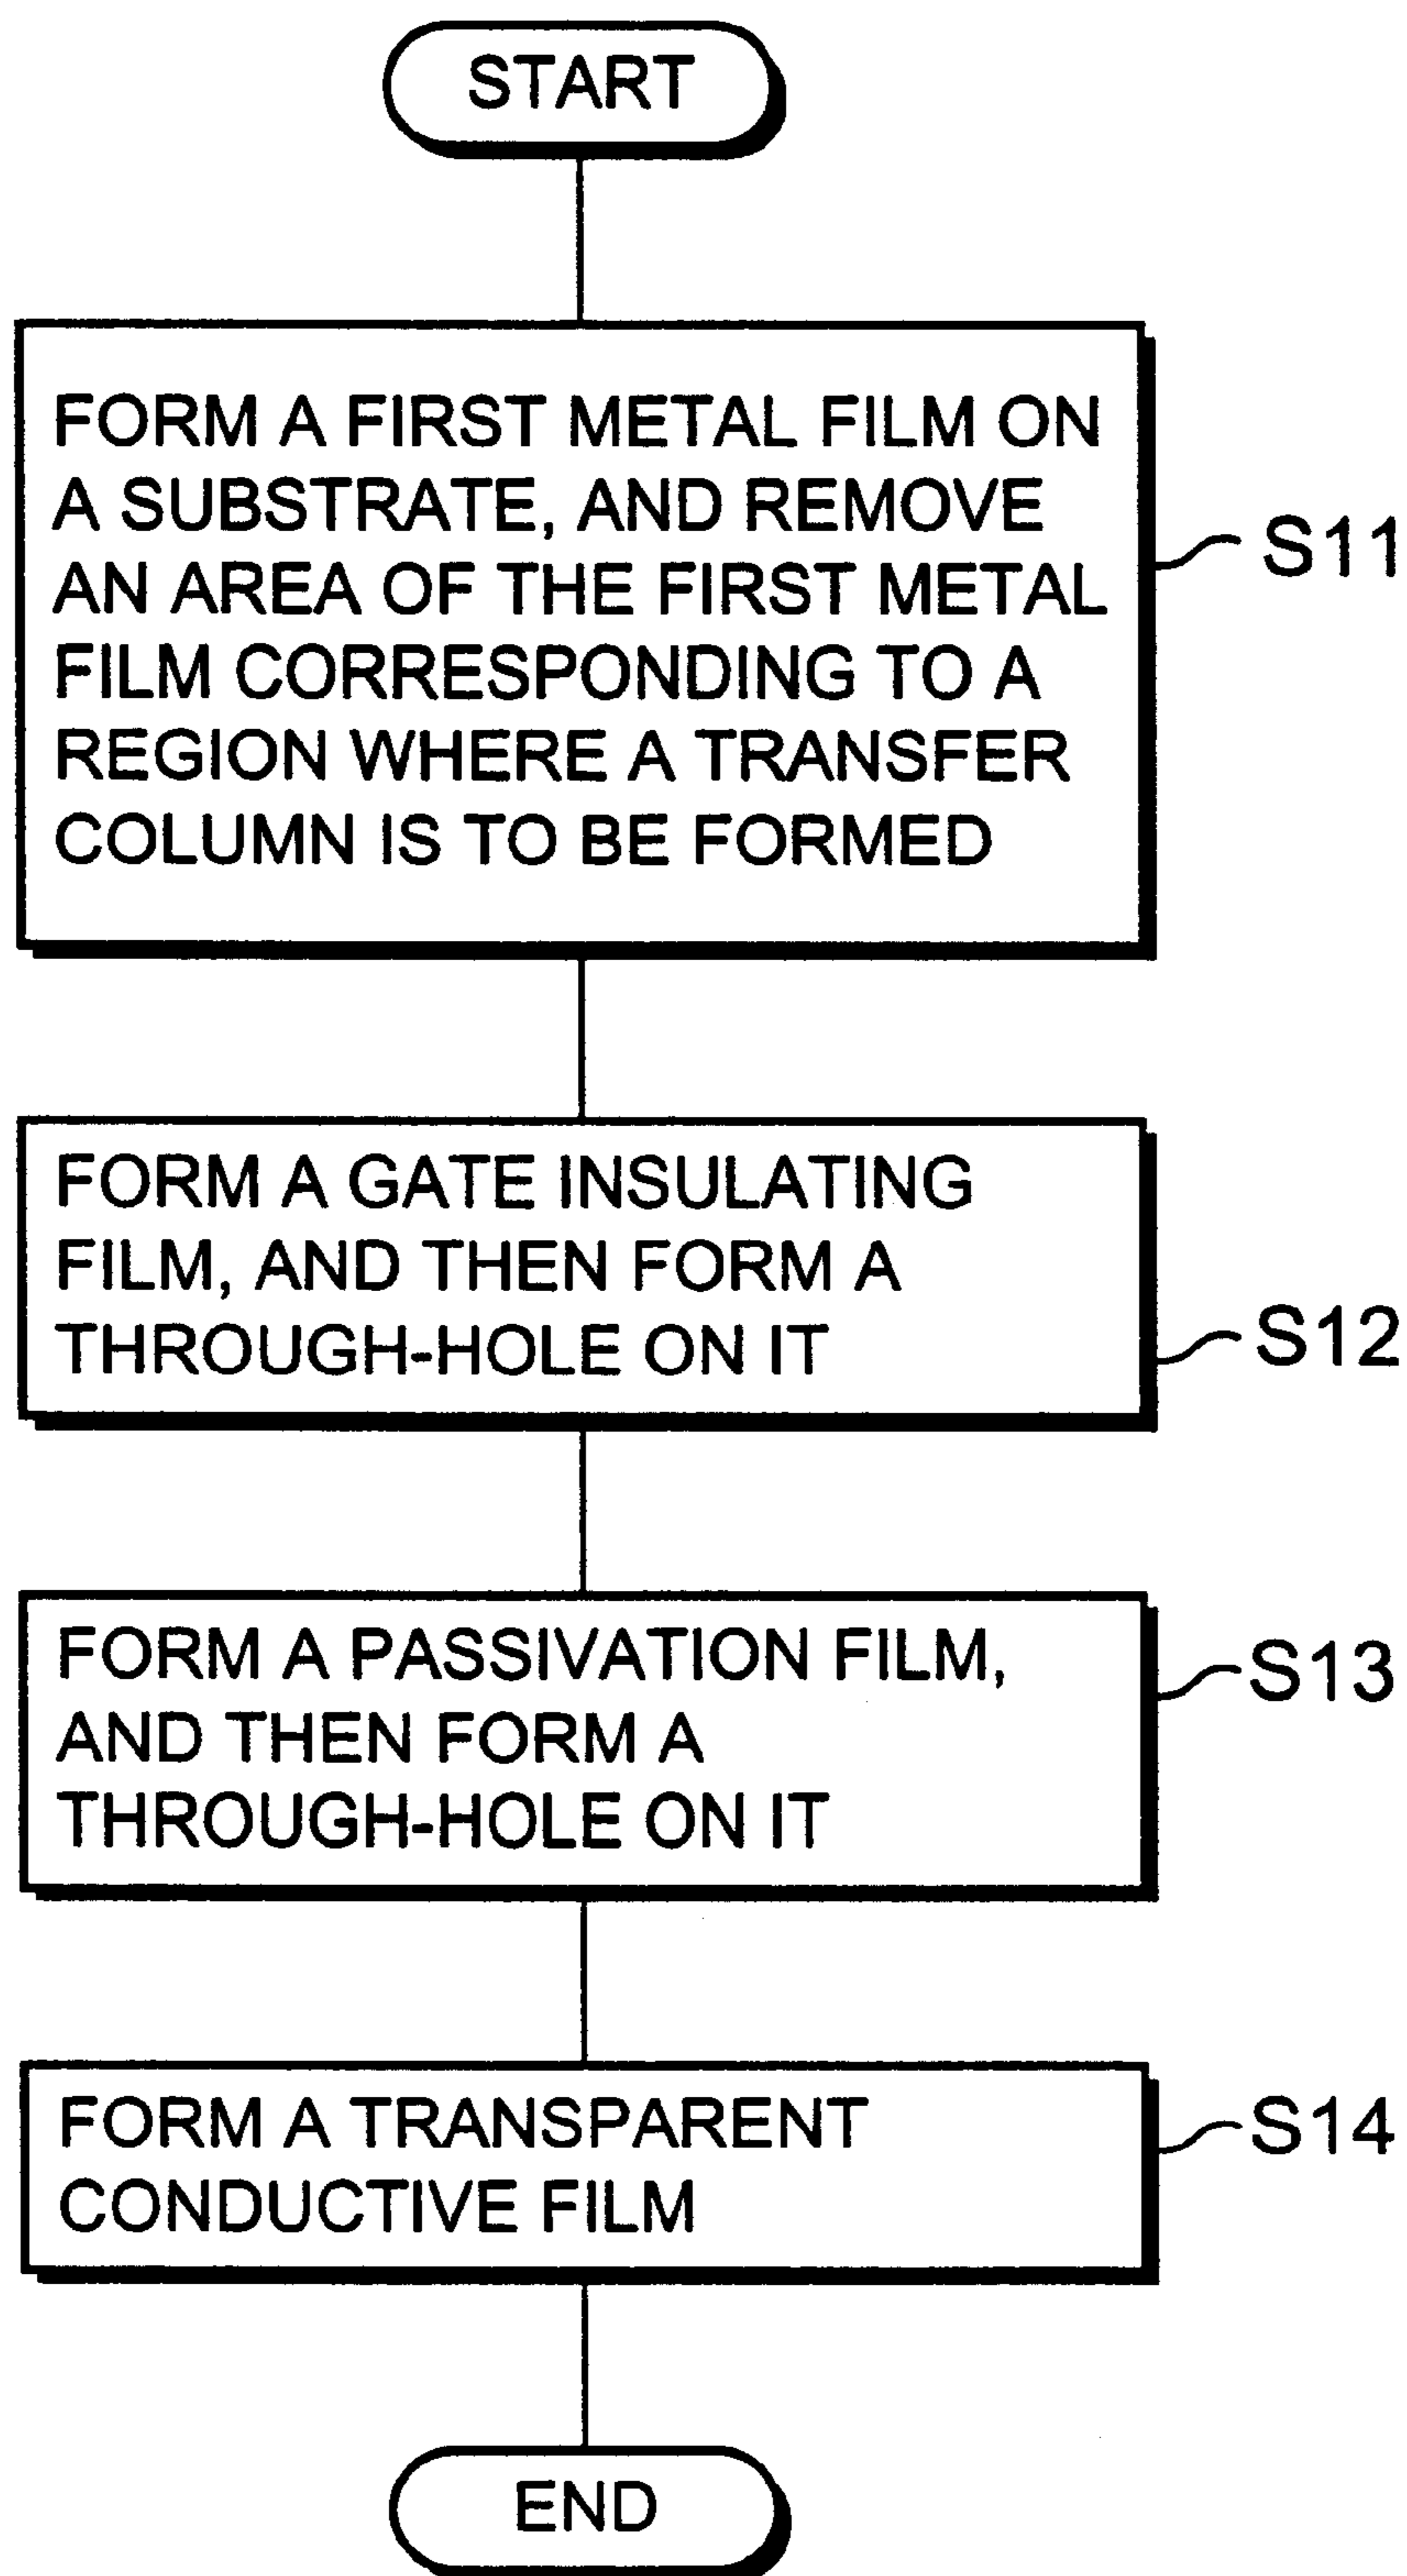 START
FORM A FIRST METAL FILM ON
A SUBSTRATE, AND REMOVE
AN AREA OF THE FIRST METAL
FILM CORRESPONDING TO A
REGION WHERE A TRANSFER
COLUMN IS TO BE FORMED
S11
FORM A GATE INSULATING
FILM, AND THEN FORM A
THROUGH-HOLE ON IT
S12
FORM A PASSIVATION FILM,
AND THEN FORM A
THROUGH-HOLE ON IT
S13
FORM A TRANSPARENT
CONDUCTIVE FILM
S14
END